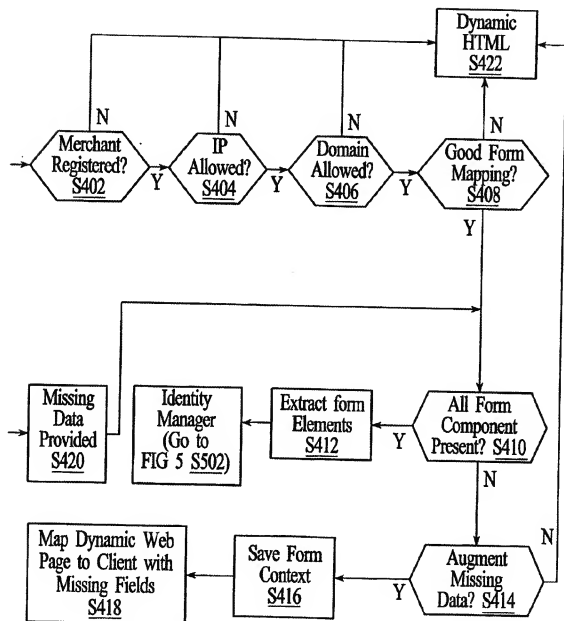 Dynamic
HTML
S422
N
N
N
N
Merchant
Registered?
S402
Y
IP
Allowed?
S404
Y
Domain
Allowed?
S406
Y
Good Form
Mapping?
S408
Y
Missing
Data
Provided
S420
Identity
Manager
(Go to
FIG 5 S502)
Extract form
Elements
S412
Y
All Form
Component
Present? S410
N
N
Map Dynamic Web
Page to Client with
Missing Fields
S418
Save Form
Context
S416
Y
Augment
Missing
Data? S414